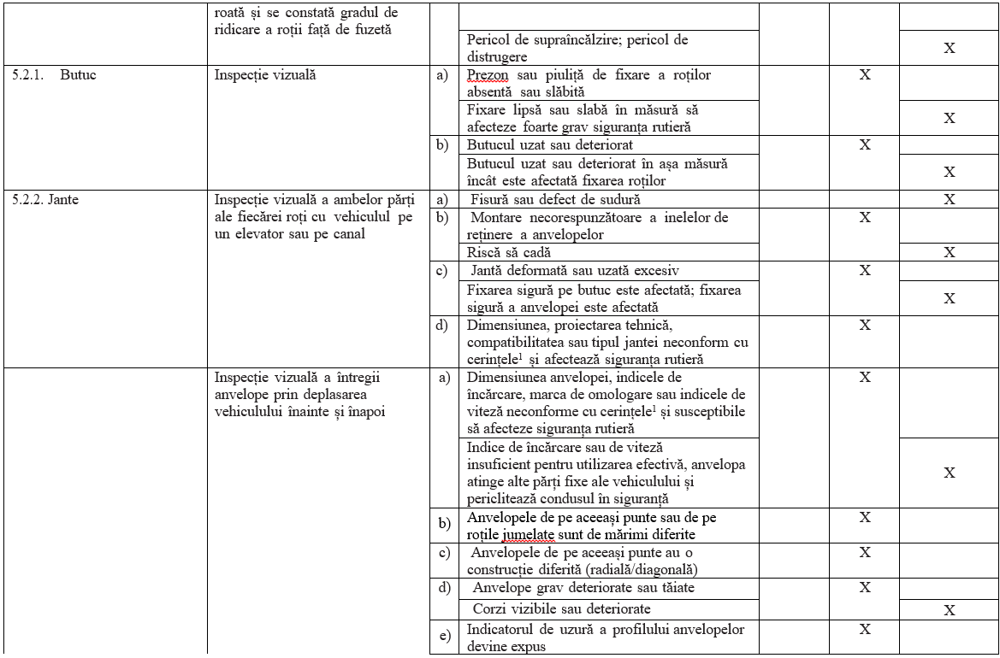 roată și se constată gradul de
ridicare a roții față de fuzetă
Pericol de supraîncălzire; pericol de
distrugere
X
5.2.1. Butuc
Inspecție vizuală
a)
Prezon sau piuliță de fixare a roților
absentă sau slăbită
X
Fixare lipsă sau slabă în măsură să
afecteze foarte grav siguranța rutieră
X
b)
Butucul uzat sau deteriorat
X
Butucul uzat sau deteriorat în așa măsură
încât este afectată fixarea roților
X
5.2.2. Jante
Inspecție vizuală a ambelor părți
ale fiecărei roți cu vehiculul pe
un elevator sau pe canal
a)
Fisură sau defect de sudură
X
b)
Montare necorespunzătoare a inelelor de
reținere a anvelopelor
X
Riscă să cadă
X
c)
Jantă deformată sau uzată excesiv
X
Fixarea sigură pe butuc este afectată; fixarea
sigură a anvelopei este afectată
X
d)
Dimensiunea, proiectarea tehnică,
compatibilitatea sau tipul jantei neconform cu
cerințele¹ și afectează siguranța rutieră
X
Inspecție vizuală a întregii
anvelope prin deplasarea
vehiculului înainte și înapoi
a)
Dimensiunea anvelopei, indicele de
încărcare, marca de omologare sau indicele de
viteză neconforme cu cerințele¹ și susceptibile
să afecteze siguranța rutieră
X
Indice de încărcare sau de viteză
insuficient pentru utilizarea efectivă, anvelopa
atinge alte părți fixe ale vehiculului și
periclitează condusul în siguranță
X
b)
Anvelopele de pe aceeași punte sau de pe
roțile jumelate sunt de mărimi diferite
X
c)
Anvelopele de pe aceeași punte au o
construcție diferită (radială/diagonală)
X
d)
Anvelope grav deteriorate sau tăiate
X
Corzi vizibile sau deteriorate
X
e)
Indicatorul de uzură a profilului anvelopelor
devine expus
X